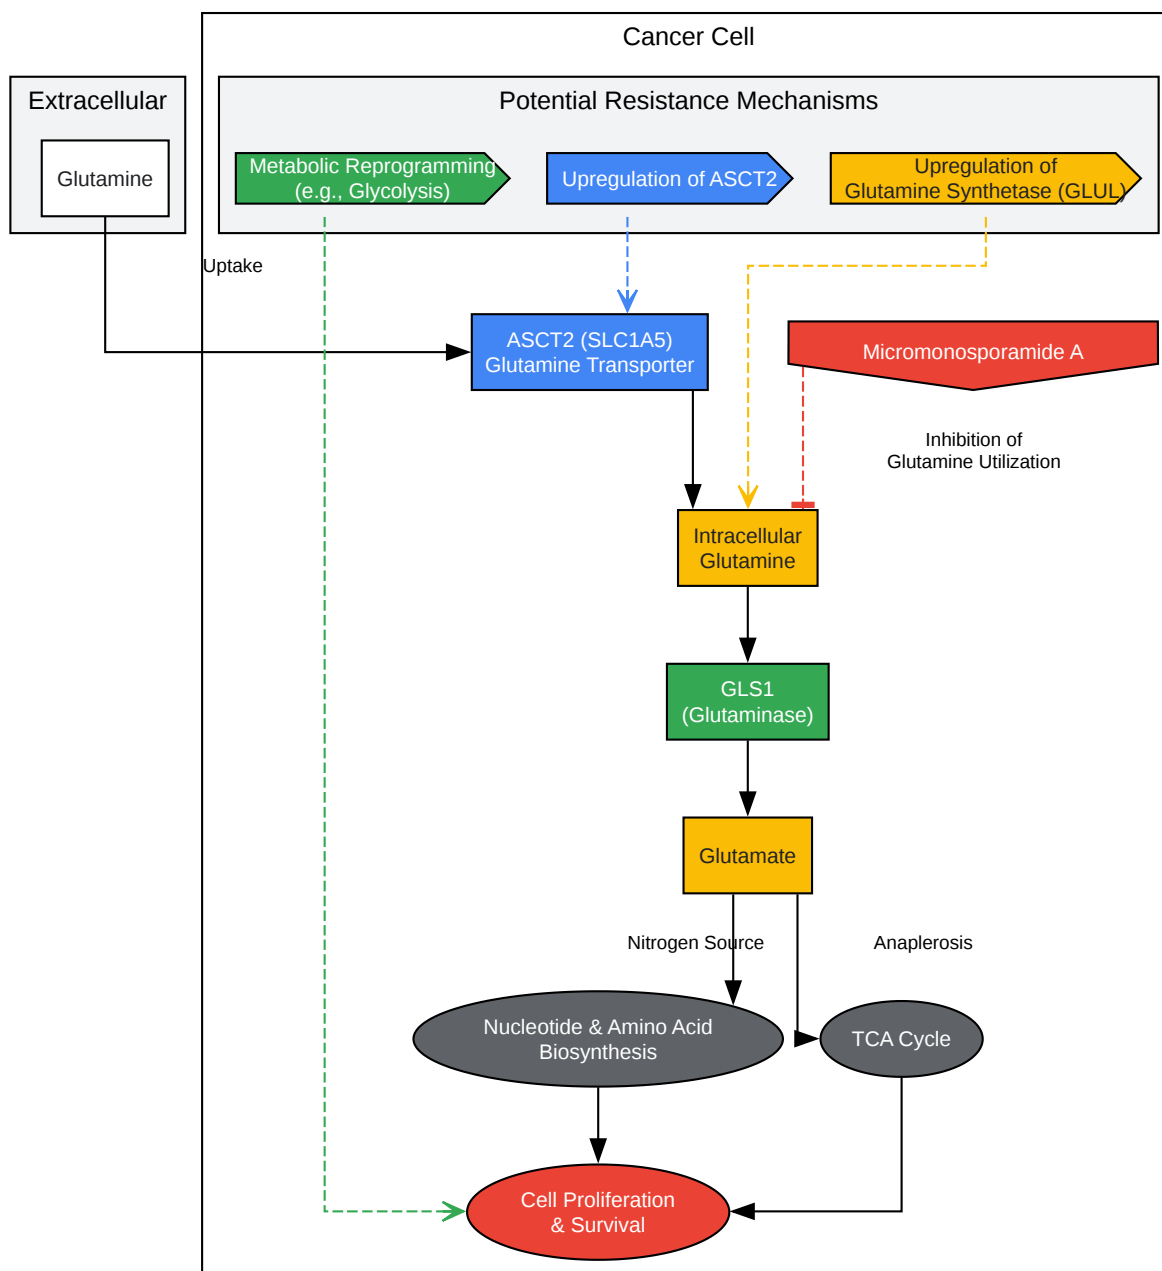 Cancer Cell
Extracellular
Potential Resistance Mechanisms
Glutamine
Metabolic Reprogramming
(e.g., Glycolysis)
Upregulation of ASCT2
Upregulation of
Glutamine Synthetase (GLUL)
Uptake
ASCT2 (SLC1A5)
Glutamine Transporter
Micromonosporamide A
Inhibition of
Glutamine Utilization
Intracellular
Glutamine
GLS1
(Glutaminase)
Glutamate
Nitrogen Source
Anaplerosis
Nucleotide & Amino Acid
Biosynthesis
TCA Cycle
Cell Proliferation
& Survival